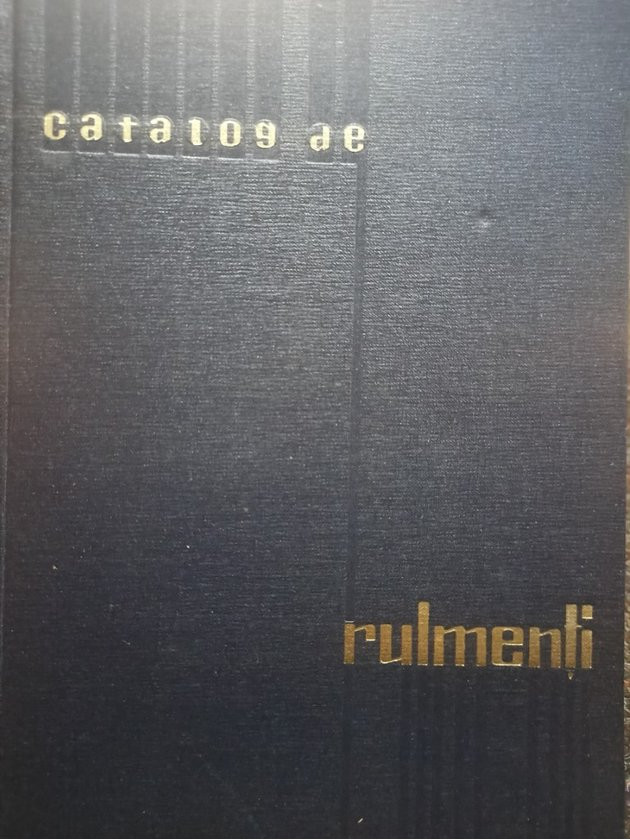 catalog de
rulmenți